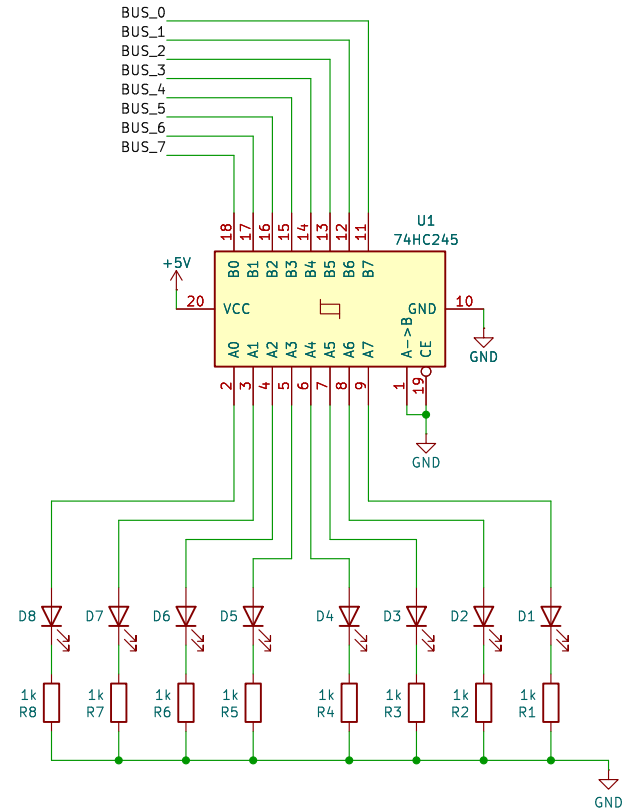 BUS_0
BUS_1
BUS_2
BUS_3
BUS_4
BUS_5
BUS_6
BUS_7
U1
74HC245
18 17 16 15 14 13 12 11
B0 B1 B2 B3 B4 B5 B6 B7
+5V
20 VCC
GND 10
GND
A0 A1 A2 A3 A4 A5 A6 A7 A->B CE
2 3 4 5 6 7 8 9 1 19
GND
D8 D7 D6 D5 D4 D3 D2 D1
1k 1k 1k 1k 1k 1k 1k 1k
R8 R7 R6 R5 R4 R3 R2 R1
GND